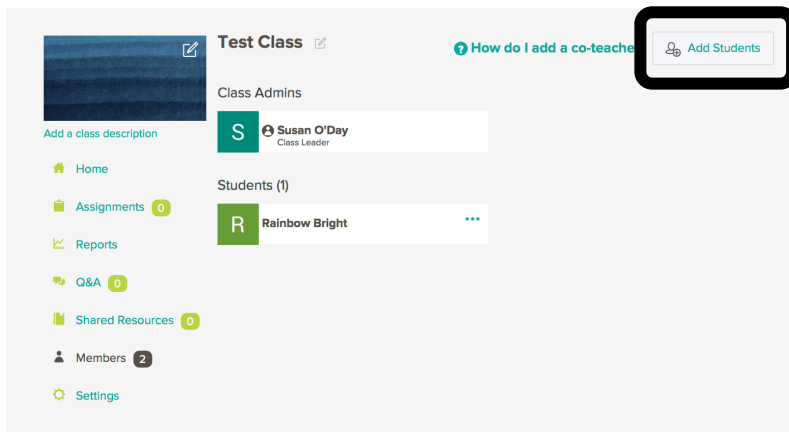 Test Class
How do I add a co-teache
Add Students
Add a class description
Home
Assignments 0
Reports
Q&A 0
Shared Resources 0
Members 2
Settings
Class Admins
S
Susan O'Day
Class Leader
Students (1)
R
Rainbow Bright